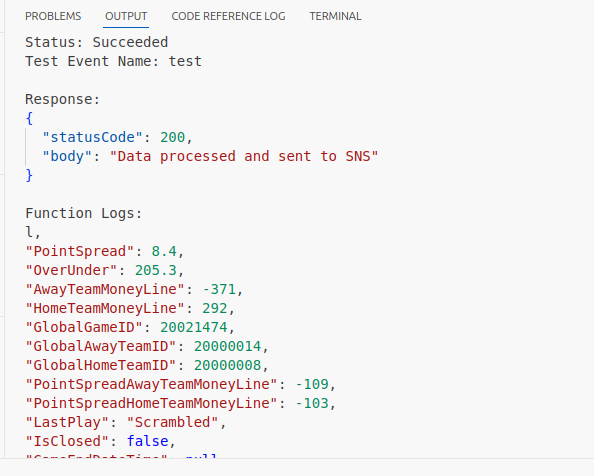 PROBLEMS OUTPUT CODE REFERENCE LOG TERMINAL
Status: Succeeded
Test Event Name: test
Response:
{
"statusCode": 200,
"body": "Data processed and sent to SNS"
}
Function Logs:
l,
"PointSpread": 8.4,
"OverUnder": 205.3,
"AwayTeamMoneyLine": -371,
"HomeTeamMoneyLine": 292,
"GlobalGameID": 20021474,
"GlobalAwayTeamID": 20000014,
"GlobalHomeTeamID": 20000008,
"PointSpreadAwayTeamMoneyLine": -109,
"PointSpreadHomeTeamMoneyLine": -103,
"LastPlay": "Scrambled",
"IsClosed": false,
"GameEndDateTime": null